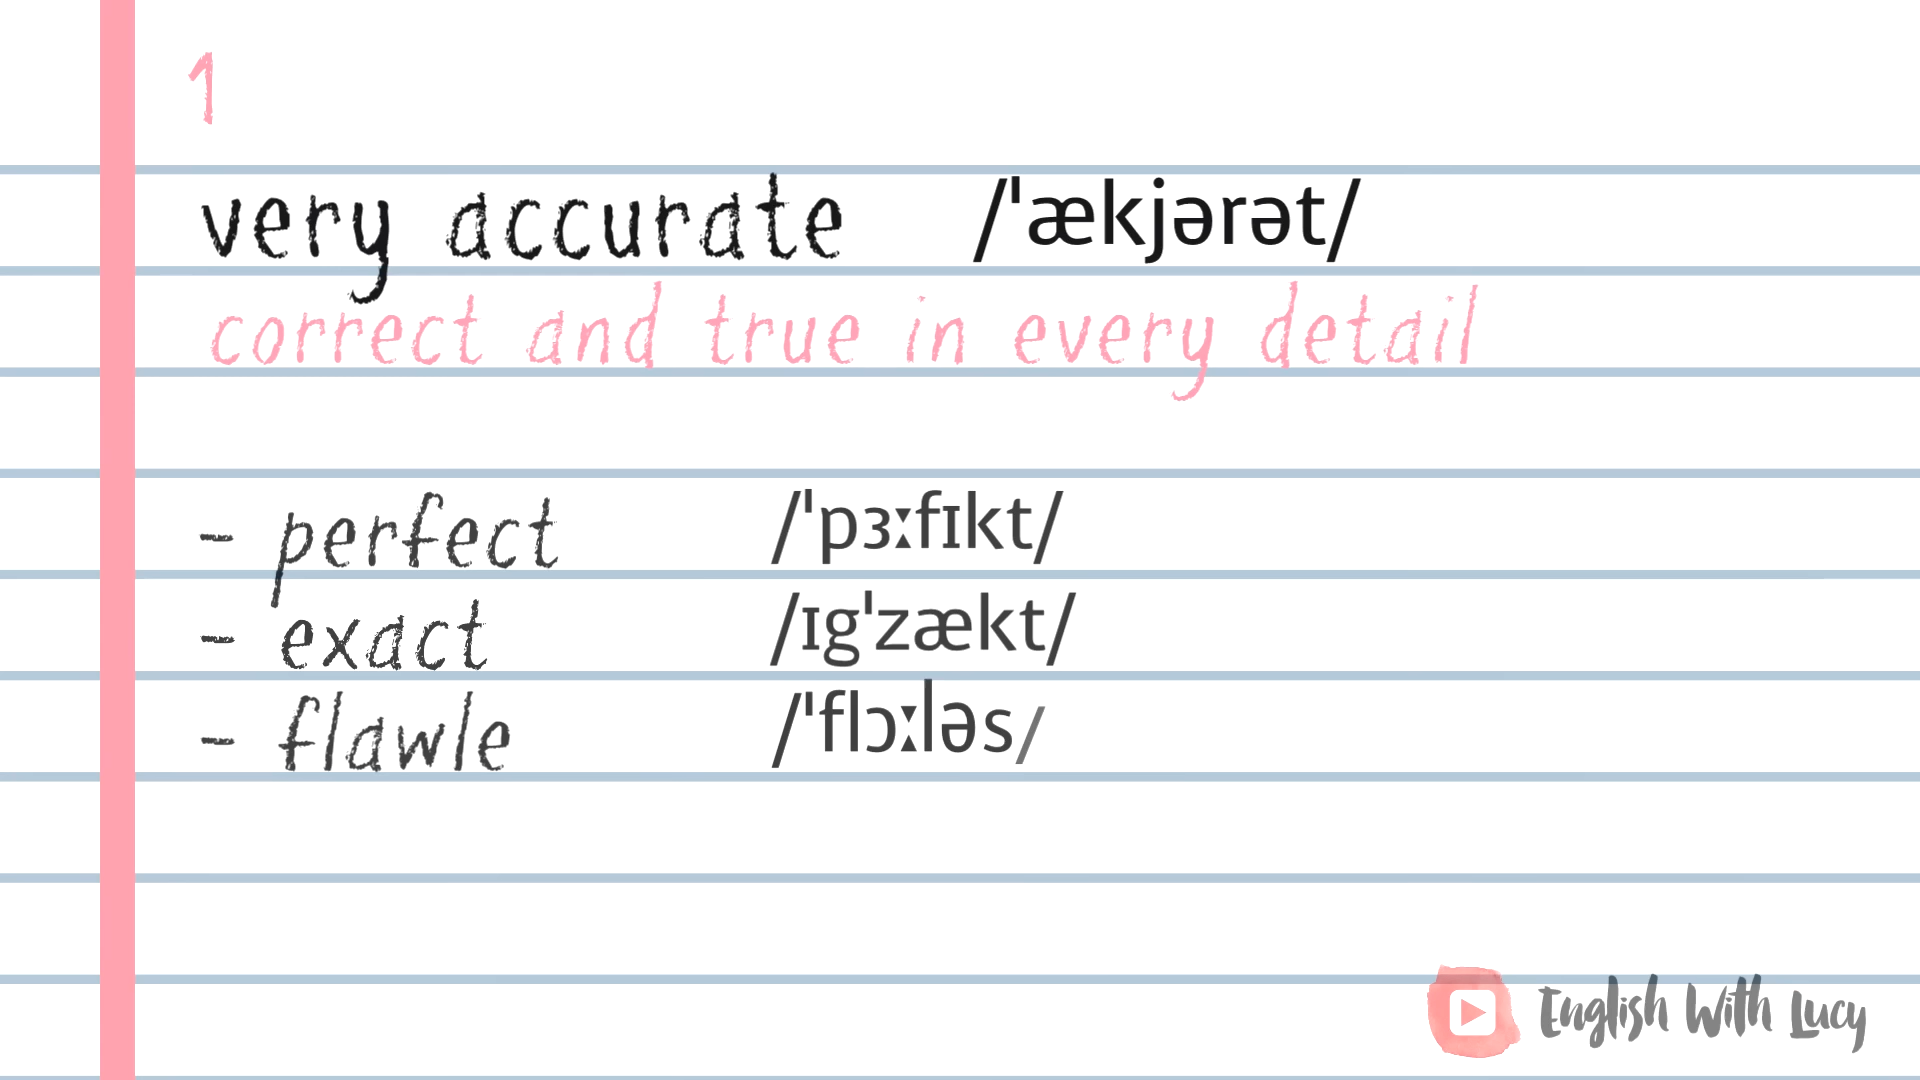 1
very accurate /ˈækjərət/
correct and true in every detail
- perfect /ˈpɜːfɪkt/
- exact /ɪgˈzækt/
- flawle /ˈflɔːləs/
English With Lucy